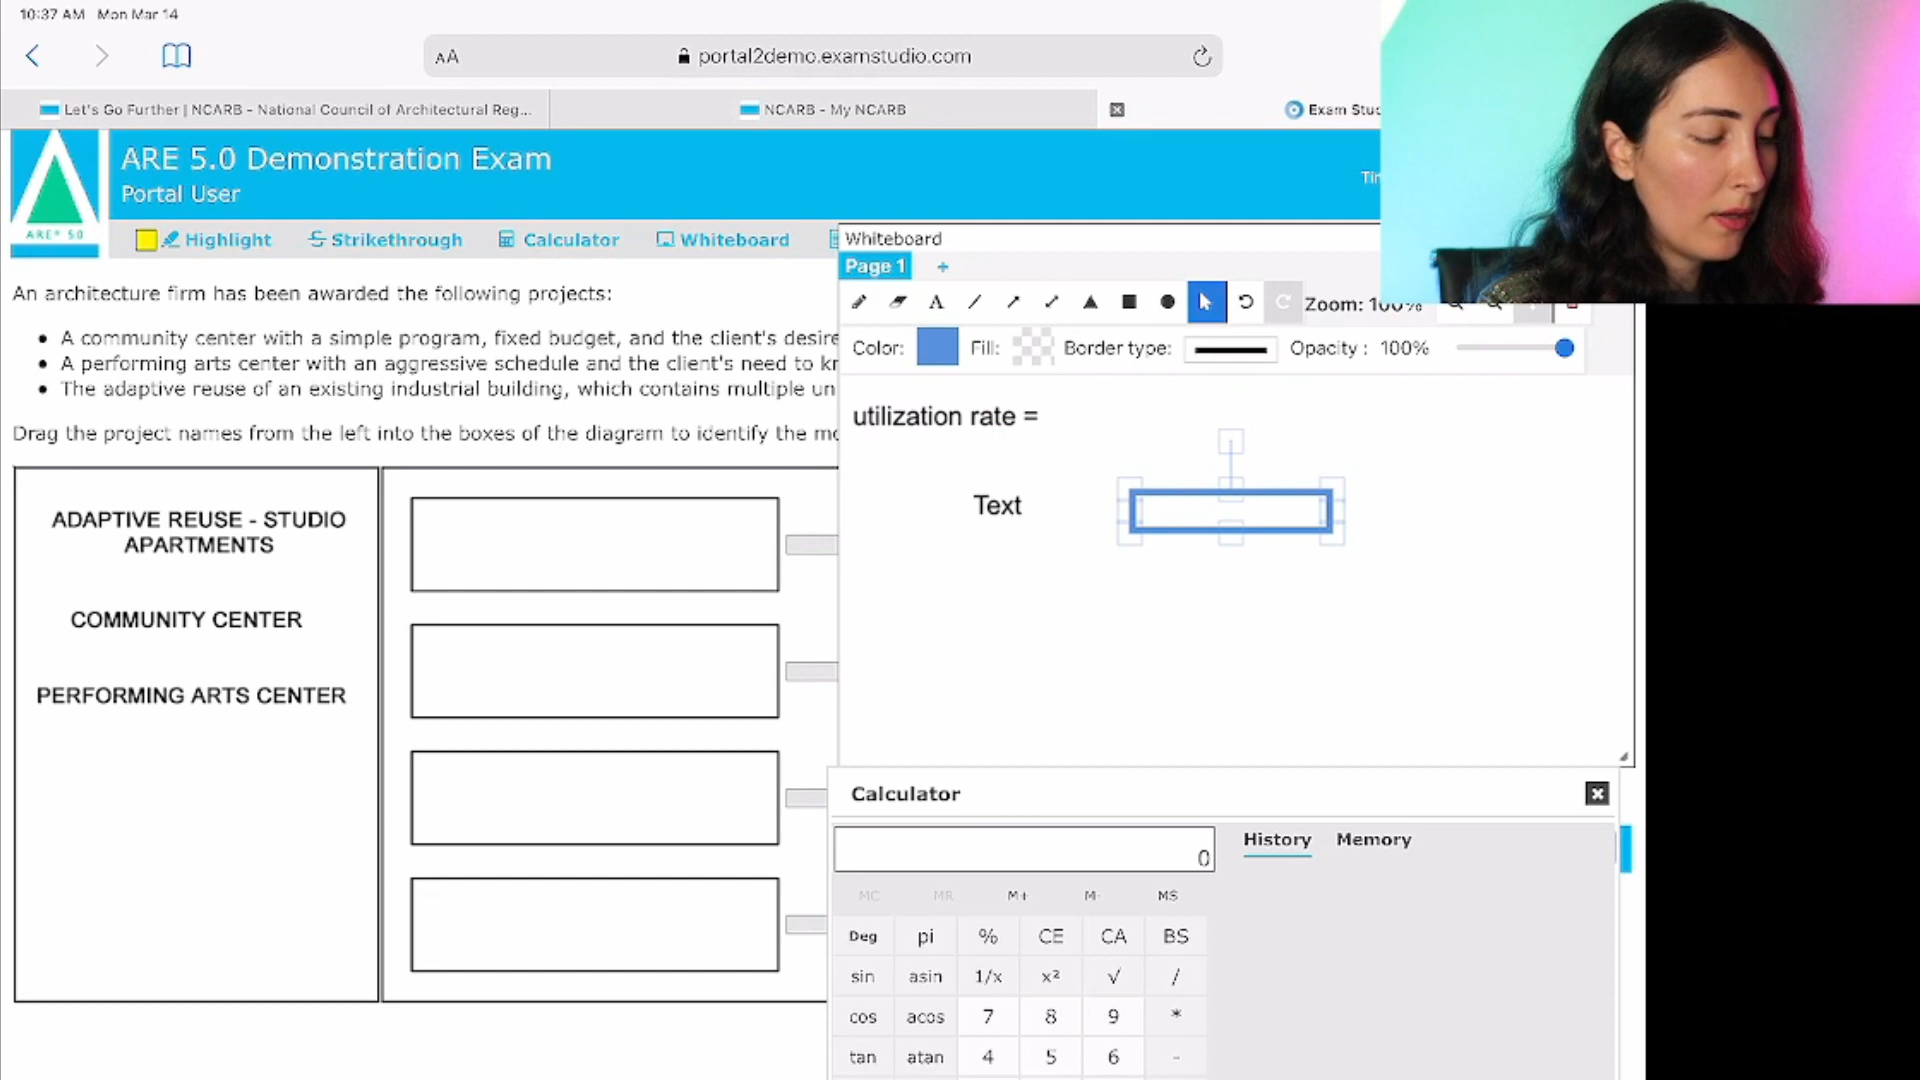 10:37 AM Mon Mar 14
AA
portal2demo.examstudio.com
Let's Go Further | NCARB - National Council of Architectural Reg...
NCARB - My NCARB
Exam Stuc
ARE 5.0 Demonstration Exam
Portal User
ARE® 5.0
Highlight
Strikethrough
Calculator
Whiteboard
Whiteboard
Page 1 +
A
Zoom: 100%
Color:
Fill:
Border type:
Opacity : 100%
An architecture firm has been awarded the following projects:
A community center with a simple program, fixed budget, and the client's desire
A performing arts center with an aggressive schedule and the client's need to kr
The adaptive reuse of an existing industrial building, which contains multiple un
Drag the project names from the left into the boxes of the diagram to identify the mo
ADAPTIVE REUSE - STUDIO
APARTMENTS
COMMUNITY CENTER
PERFORMING ARTS CENTER
utilization rate =
Text
Calculator
0
History
Memory
MC MR M+ M- MS
Deg pi % CE CA BS
sin asin 1/x x² √ /
cos acos 7 8 9 *
tan atan 4 5 6 -